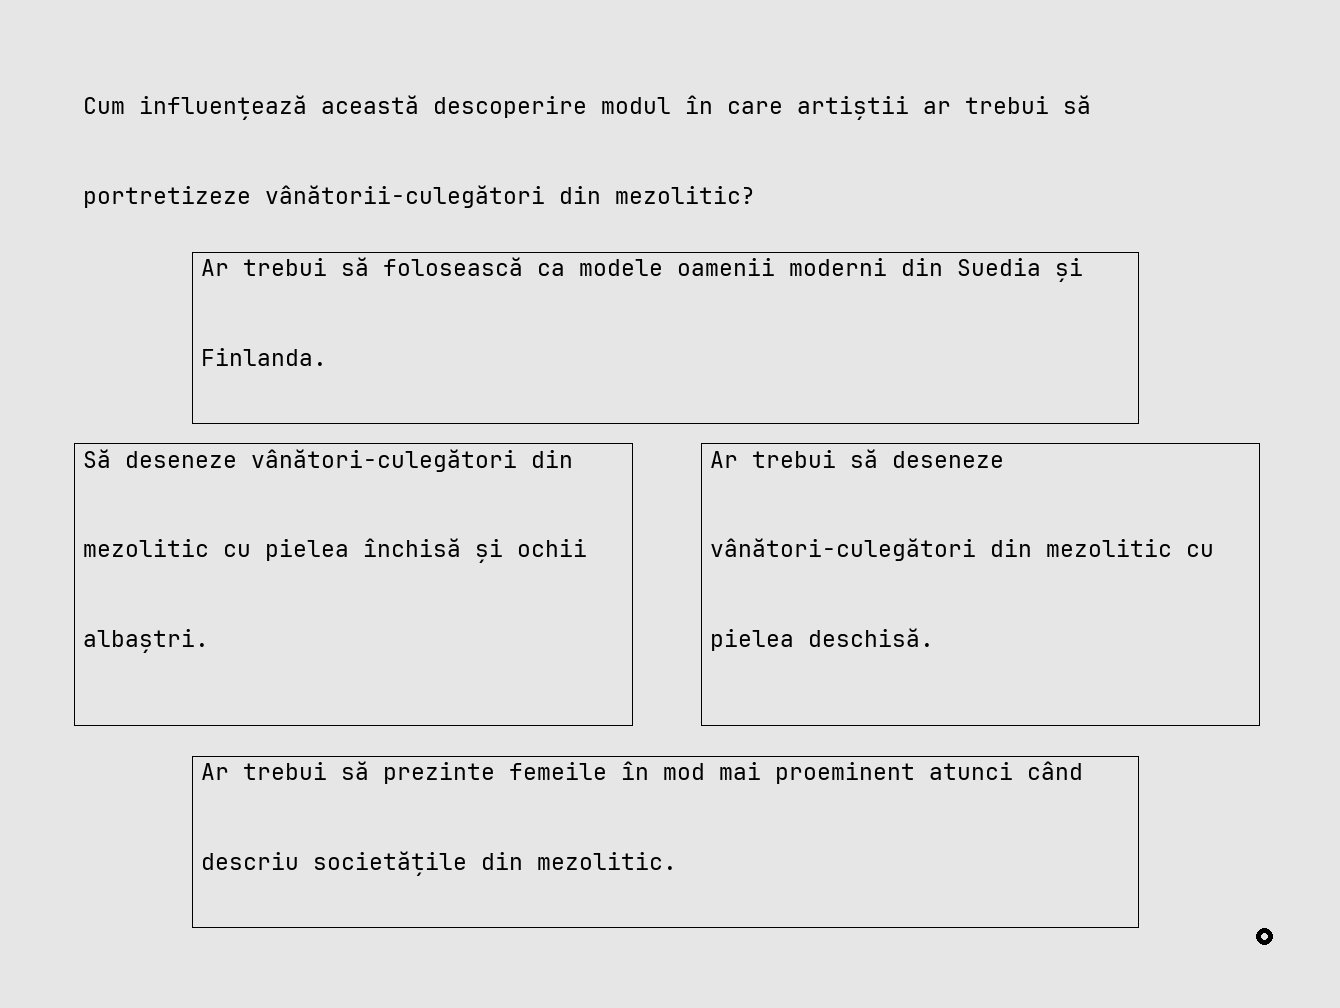 Cum influențează această descoperire modul în care artiștii ar trebui să
portretizeze vânătorii-culegători din mezolitic?
Ar trebui să folosească ca modele oamenii moderni din Suedia și
Finlanda.
Să deseneze vânători-culegători din
mezolitic cu pielea închisă și ochii
albaștri.
Ar trebui să deseneze
vânători-culegători din mezolitic cu
pielea deschisă.
Ar trebui să prezinte femeile în mod mai proeminent atunci când
descriu societățile din mezolitic.